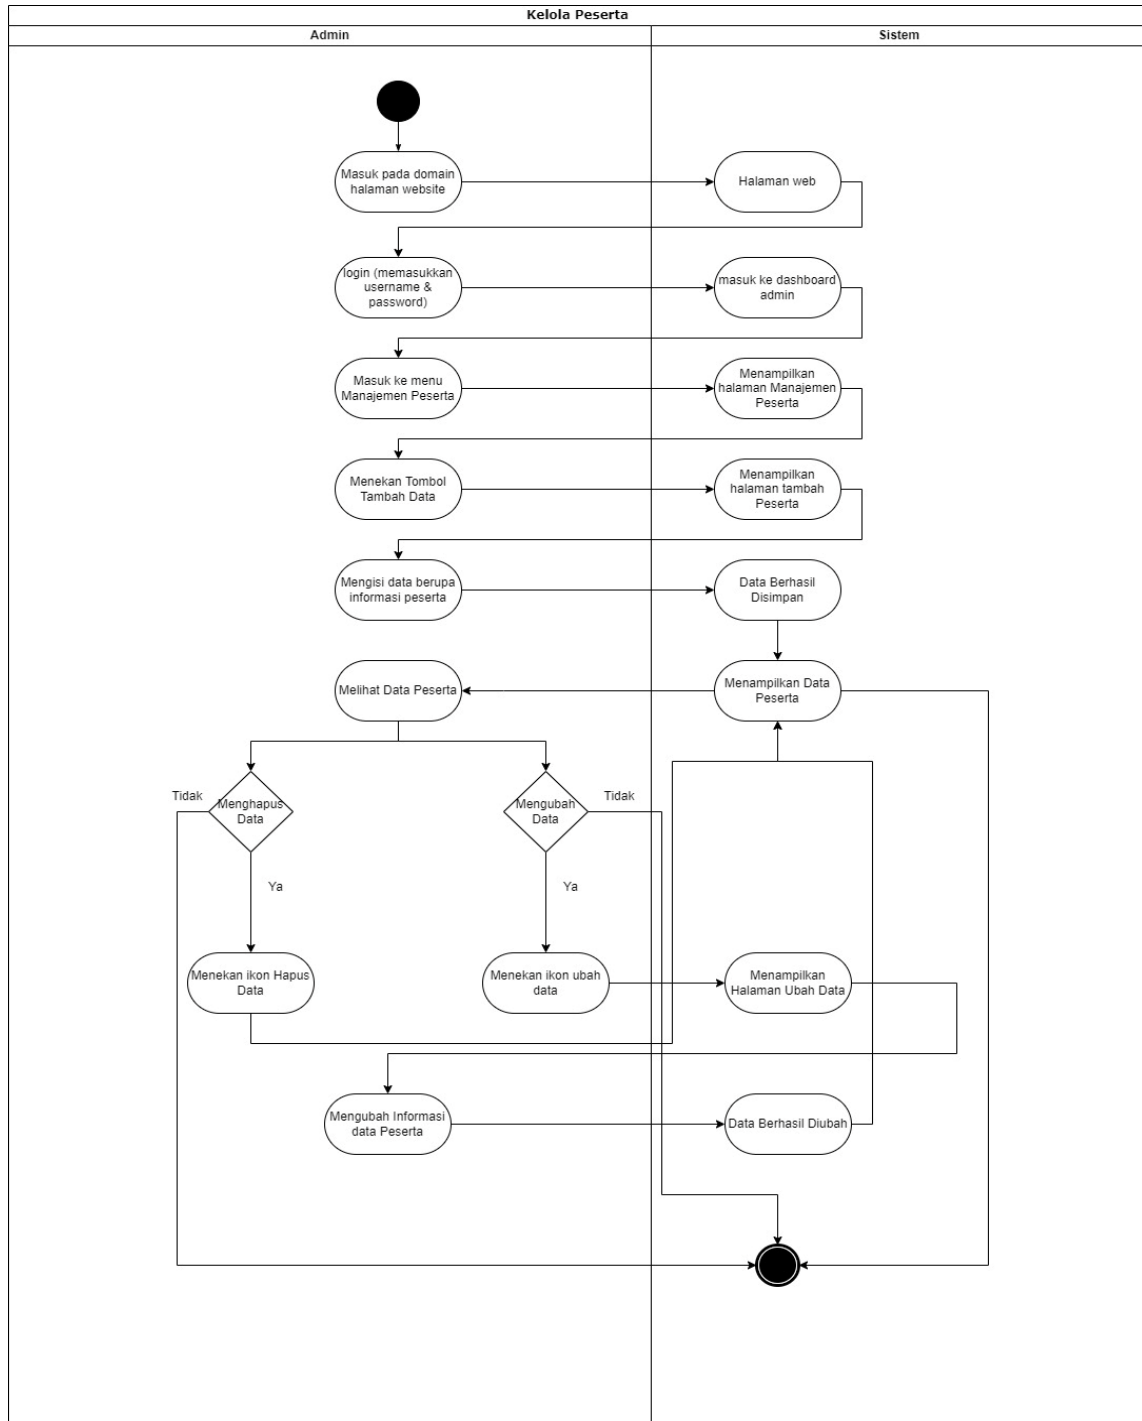 Kelola Peserta
Admin
Sistem
Masuk pada domain
halaman website
Halaman web
login (memasukkan
username &
password)
masuk ke dashboard
admin
Masuk ke menu
Manajemen Peserta
Menampilkan
halaman Manajemen
Peserta
Menekan Tombol
Tambah Data
Menampilkan
halaman tambah
Peserta
Mengisi data berupa
informasi peserta
Data Berhasil
Disimpan
Melihat Data Peserta
Menampilkan Data
Peserta
Tidak
Menghapus
Data
Mengubah
Data
Tidak
Ya
Ya
Menekan ikon Hapus
Data
Menekan ikon ubah
data
Menampilkan
Halaman Ubah Data
Mengubah Informasi
data Peserta
Data Berhasil Diubah